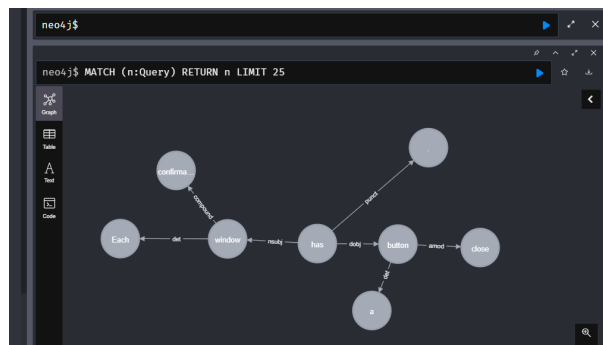 neo4j$
neo4j$ MATCH (n:Query) RETURN n LIMIT 25
Graph
Table
Text
Code
confirma...
compound
Each
det
window
nsubj
has
punct
.
dobj
button
amod
close
det
a